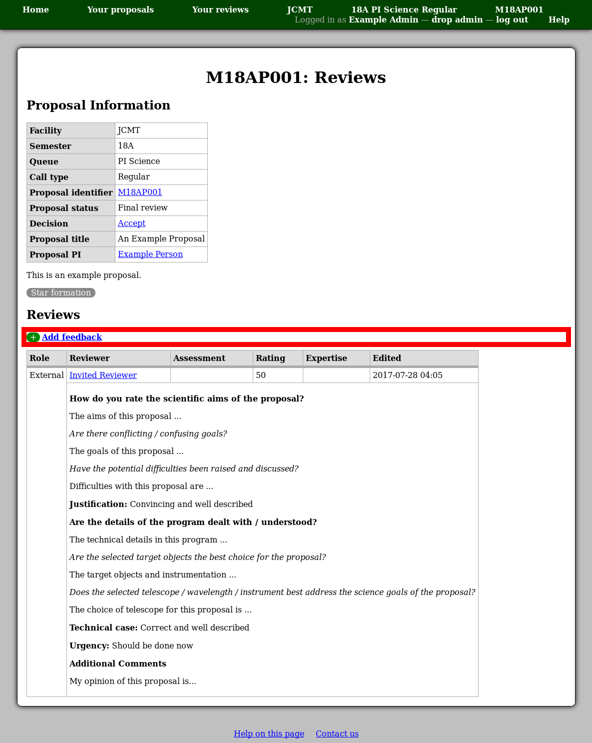 Home Your proposals Your reviews JCMT 18A PI Science Regular M18AP001
Logged in as Example Admin — drop admin — log out Help
M18AP001: Reviews
Proposal Information
Facility JCMT
Semester 18A
Queue PI Science
Call type Regular
Proposal identifier M18AP001
Proposal status Final review
Decision Accept
Proposal title An Example Proposal
Proposal PI Example Person
This is an example proposal.
Star formation
Reviews
+ Add feedback
Role Reviewer Assessment Rating Expertise Edited
External Invited Reviewer 50 2017-07-28 04:05
How do you rate the scientific aims of the proposal?
The aims of this proposal ...
Are there conflicting / confusing goals?
The goals of this proposal ...
Have the potential difficulties been raised and discussed?
Difficulties with this proposal are ...
Justification: Convincing and well described
Are the details of the program dealt with / understood?
The technical details in this program ...
Are the selected target objects the best choice for the proposal?
The target objects and instrumentation ...
Does the selected telescope / wavelength / instrument best address the science goals of the proposal?
The choice of telescope for this proposal is ...
Technical case: Correct and well described
Urgency: Should be done now
Additional Comments
My opinion of this proposal is...
Help on this page Contact us